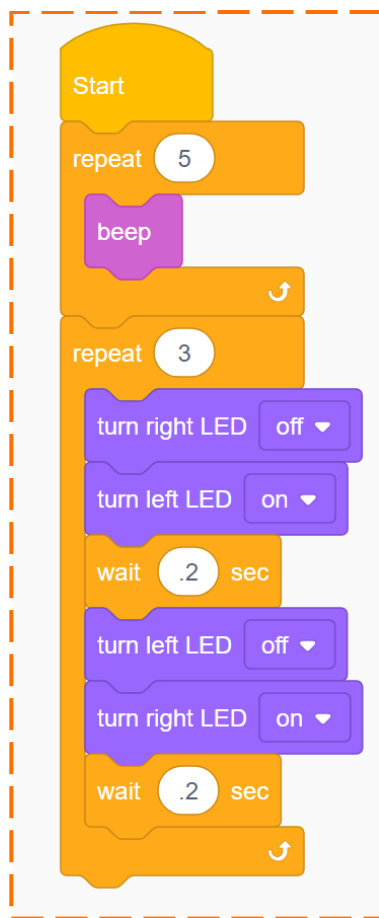 Start
repeat 5
beep
repeat 3
turn right LED off
turn left LED on
wait .2 sec
turn left LED off
turn right LED on
wait .2 sec